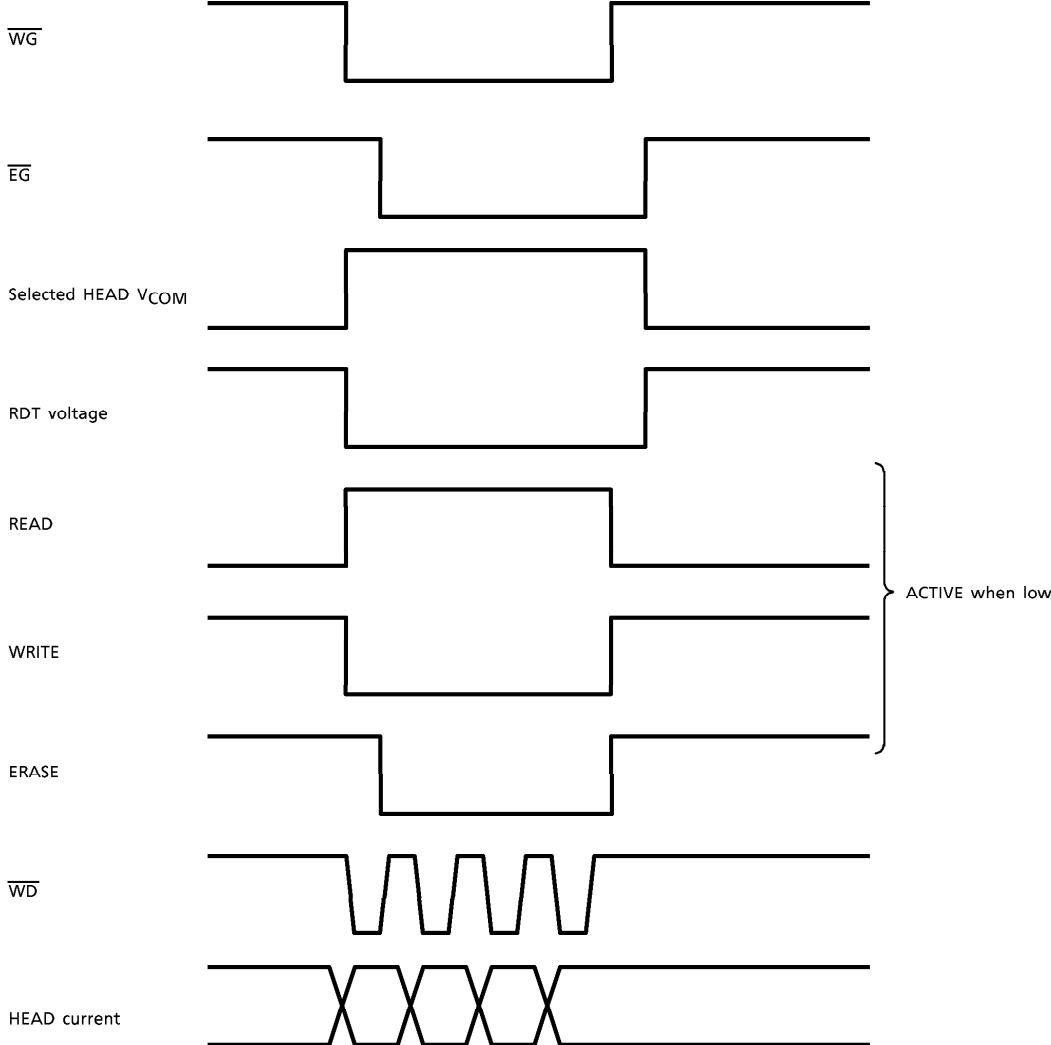 WG
EG
Selected HEAD VCOM
RDT voltage
READ
ACTIVE when low
WRITE
ERASE
WD
HEAD current